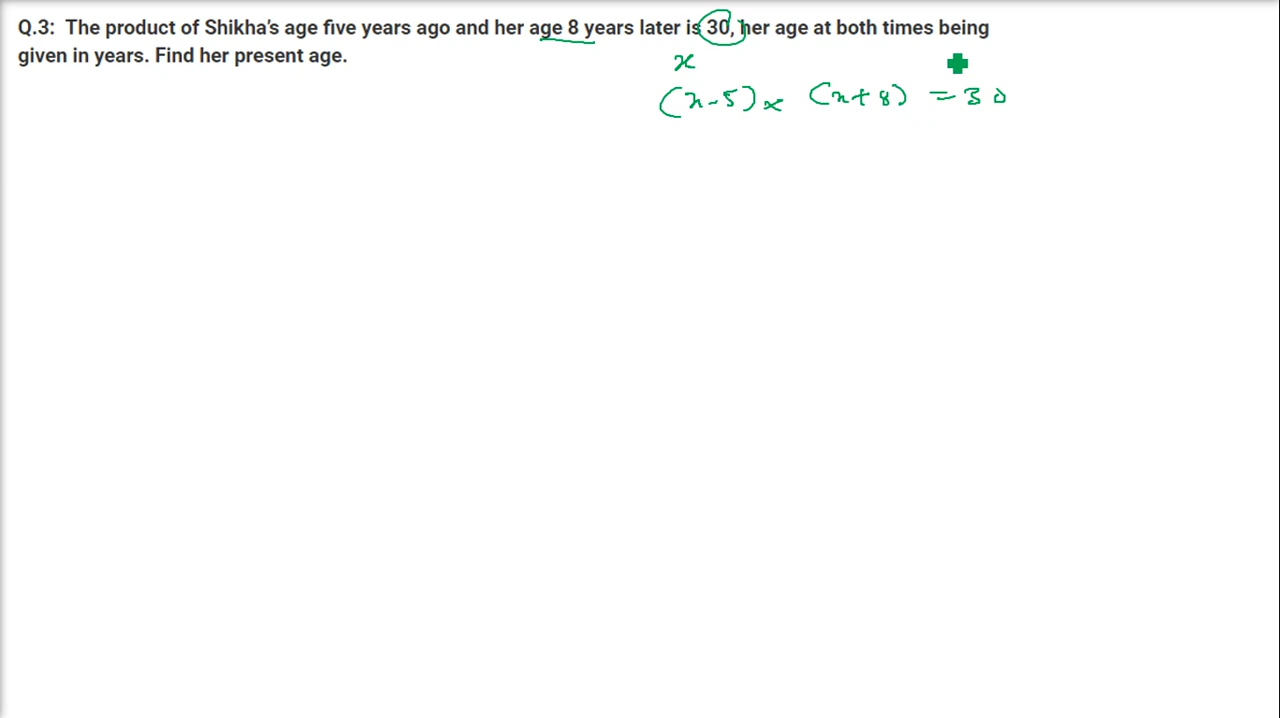 Q.3: The product of Shikha's age five years ago and her age 8 years later is 30, her age at both times being
given in years. Find her present age.
x
(x-5) × (x+8) = 30